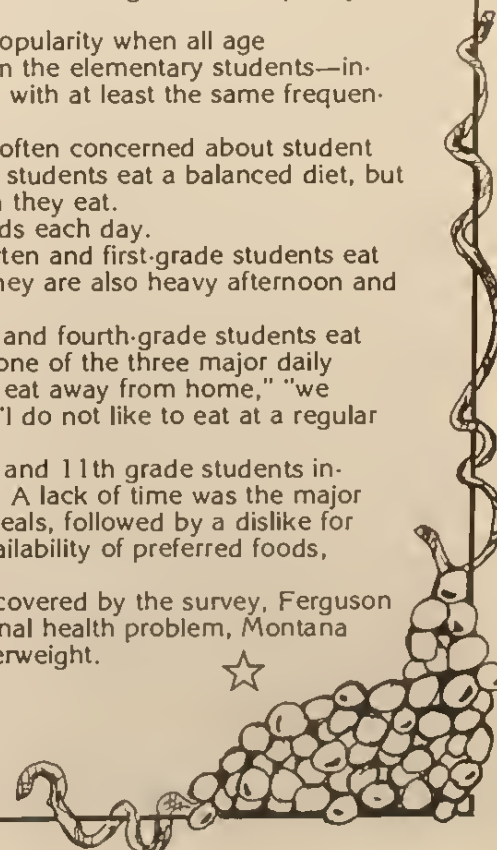 opularity when all age
n the elementary students—in-
with at least the same frequen-
often concerned about student
students eat a balanced diet, but
they eat.
ds each day.
ten and first-grade students eat
hey are also heavy afternoon and
and fourth-grade students eat
one of the three major daily
eat away from home," "we
"I do not like to eat at a regular
and 11th grade students in-
A lack of time was the major
eals, followed by a dislike for
ailability of preferred foods,
covered by the survey, Ferguson
nal health problem, Montana
erweight.